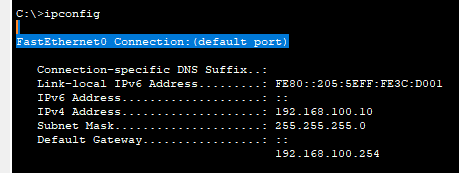 C:\>ipconfig
FastEthernet0 Connection:(default port)
Connection-specific DNS Suffix..:
Link-local IPv6 Address.........: FE80::205:5EFF:FE3C:D001
IPv6 Address....................: ::
IPv4 Address....................: 192.168.100.10
Subnet Mask.....................: 255.255.255.0
Default Gateway.................: ::
192.168.100.254